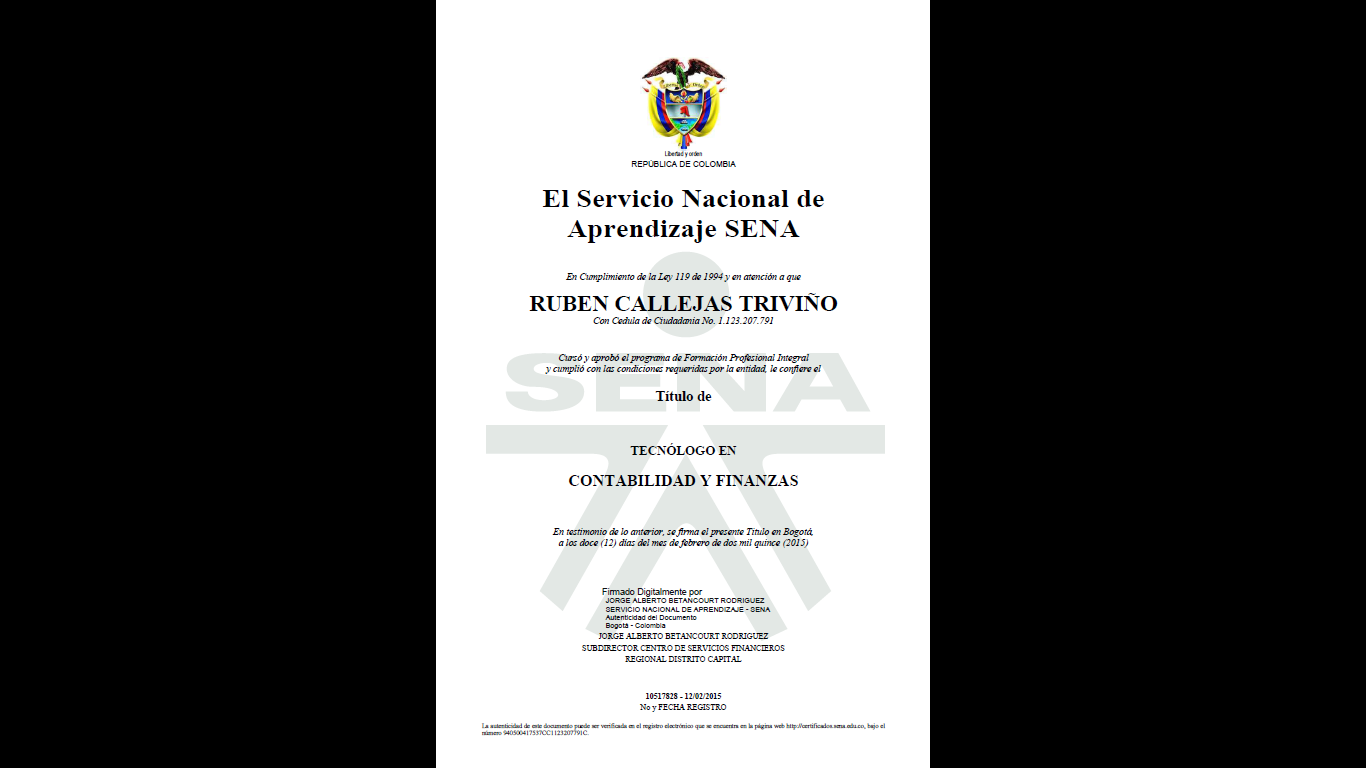 Libertad y orden
REPÚBLICA DE COLOMBIA
El Servicio Nacional de
Aprendizaje SENA
En Cumplimiento de la Ley 119 de 1994 y en atención a que
RUBEN CALLEJAS TRIVIÑO
Con Cedula de Ciudadania No. 1.123.207.791
Cursó y aprobó el programa de Formación Profesional Integral
y cumplió con las condiciones requeridas por la entidad, le confiere el
SENA
Título de
TECNÓLOGO EN
CONTABILIDAD Y FINANZAS
En testimonio de lo anterior, se firma el presente Título en Bogotá,
a los doce (12) días del mes de febrero de dos mil quince (2015)
Firmado Digitalmente por
JORGE ALBERTO BETANCOURT RODRIGUEZ
SERVICIO NACIONAL DE APRENDIZAJE - SENA
Autenticidad del Documento
Bogotá - Colombia
JORGE ALBERTO BETANCOURT RODRIGUEZ
SUBDIRECTOR CENTRO DE SERVICIOS FINANCIEROS
REGIONAL DISTRITO CAPITAL
10517828 - 12/02/2015
No y FECHA REGISTRO
La autenticidad de este documento puede ser verificada en el registro electrónico que se encuentra en la página web http://certificados.sena.edu.co, bajo el
número 940500417537CC1123207791C.